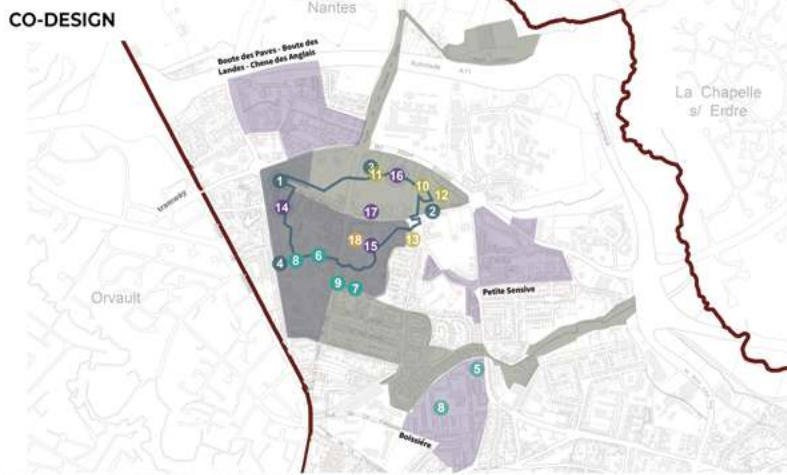 Nantes
CO-DESIGN
Boute des Paves - Boute des
Landes - Chene des Anglais
Autoroute A11
La Chapelle
s/ Erdre
tramway
1
3
11
16
10
12
2
14
17
13
18
15
4
8
6
9
7
Orvault
Petite Sensive
5
8
Boissière